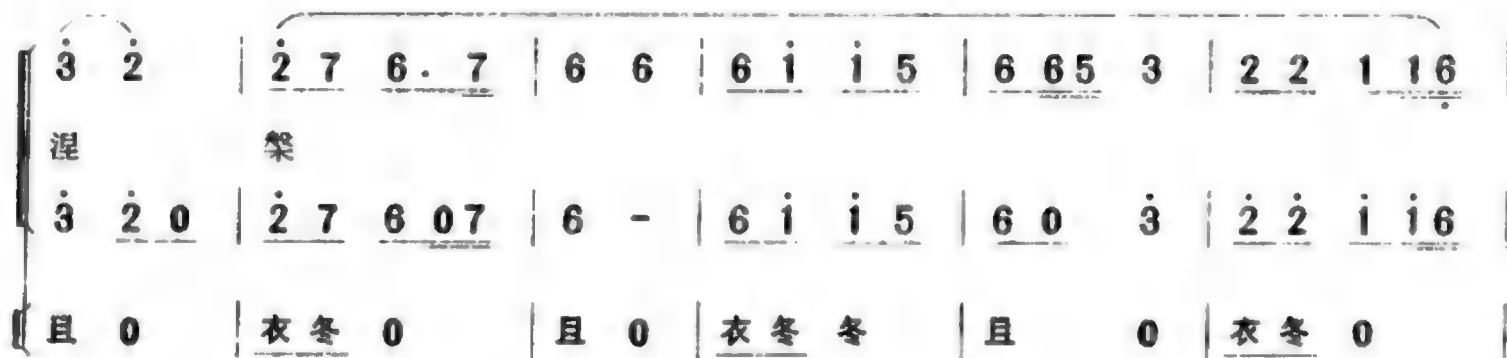 3̇ 2̇ | 2̇ 7 6. 7 | 6 6 | 6 1̇ 1̇ 5 | 6 65 3 | 2 2 1 16̣ |
涅 槃
3̇ 2̇ 0 | 2̇ 7 6 07 | 6 - | 6 1̇ 1̇ 5 | 6 0 3̇ | 2̇ 2̇ 1̇ 1̇6 |
且 0 | 衣冬 0 | 且 0 | 衣冬 冬 | 且 0 | 衣冬 0 |